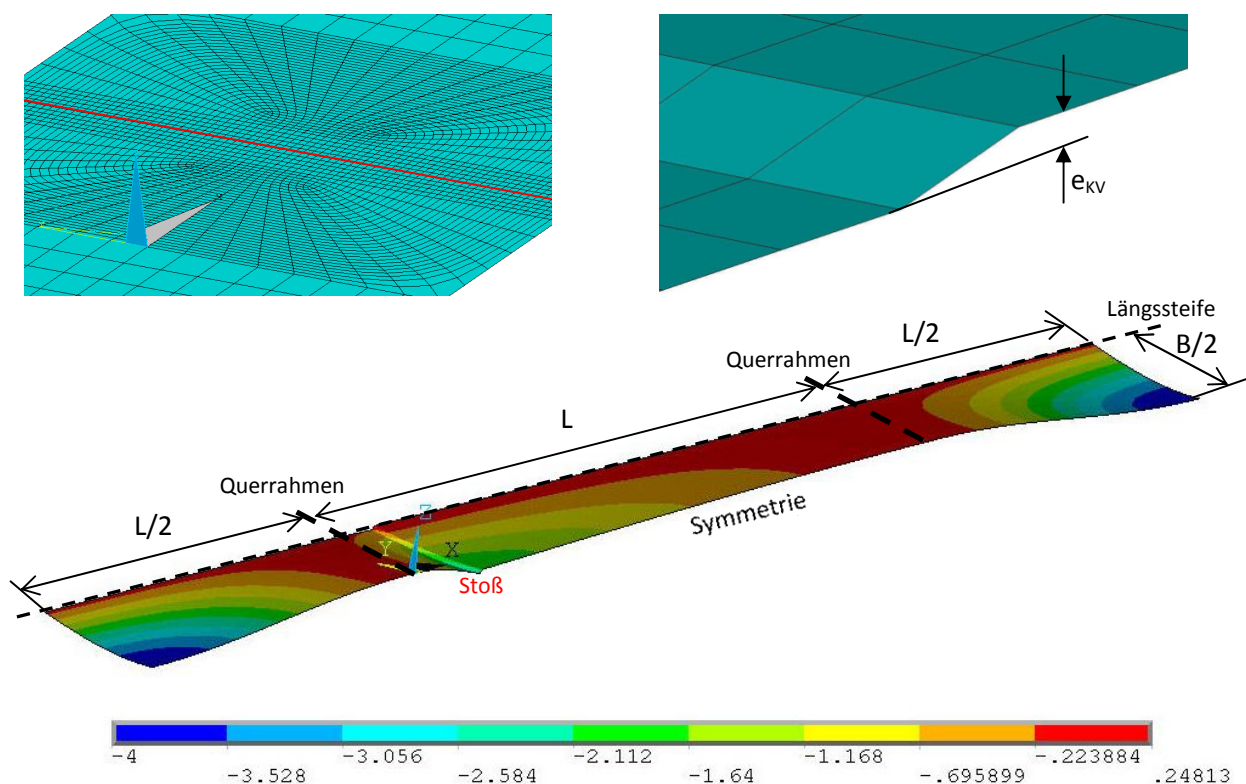 eKV
Längssteife
L/2
B/2
Querrahmen
L
Querrahmen
L/2
Symmetrie
Z
Y
X
Stoß
-4
-3.056
-2.112
-1.168
-.223884
-3.528
-2.584
-1.64
-.695899
.24813